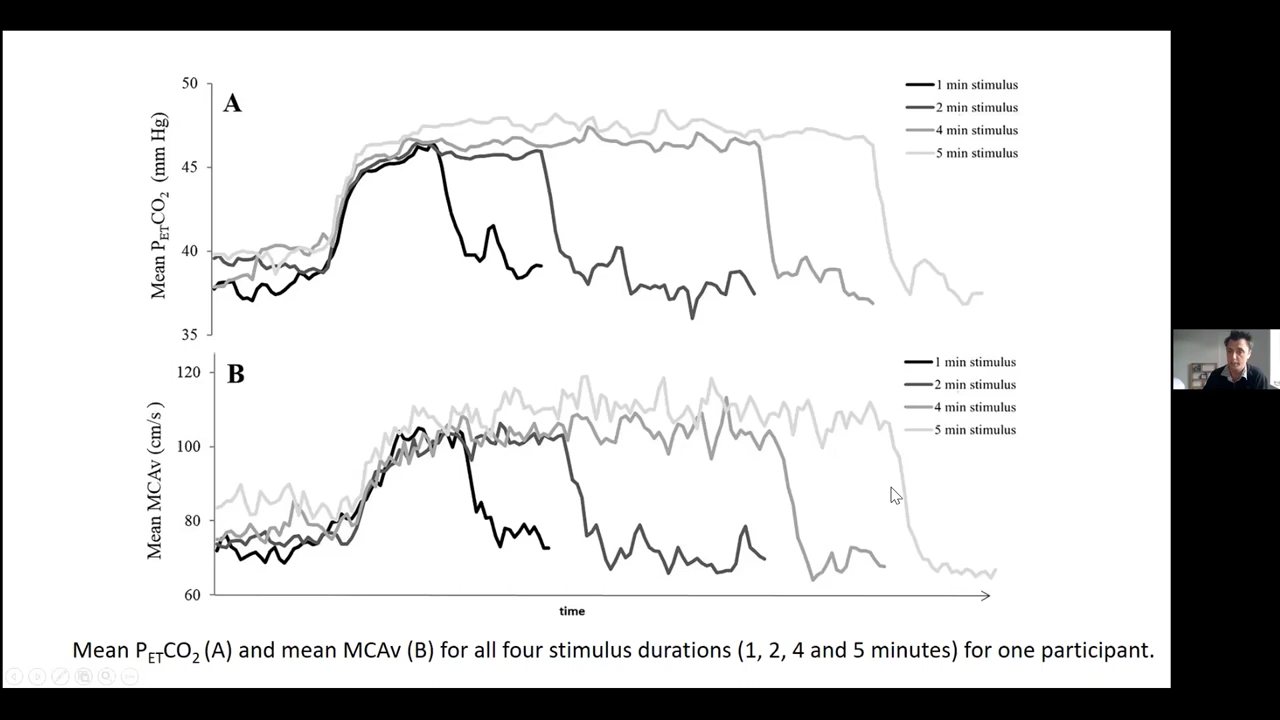 50
A
1 min stimulus
2 min stimulus
4 min stimulus
5 min stimulus
45
40
35
Mean PETCO2 (mm Hg)
B
1 min stimulus
2 min stimulus
4 min stimulus
5 min stimulus
120
100
80
60
Mean MCAv (cm/s )
time
Mean PETCO2 (A) and mean MCAv (B) for all four stimulus durations (1, 2, 4 and 5 minutes) for one participant.